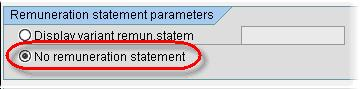 Remuneration statement parameters
Display variant remun.statem
No remuneration statement